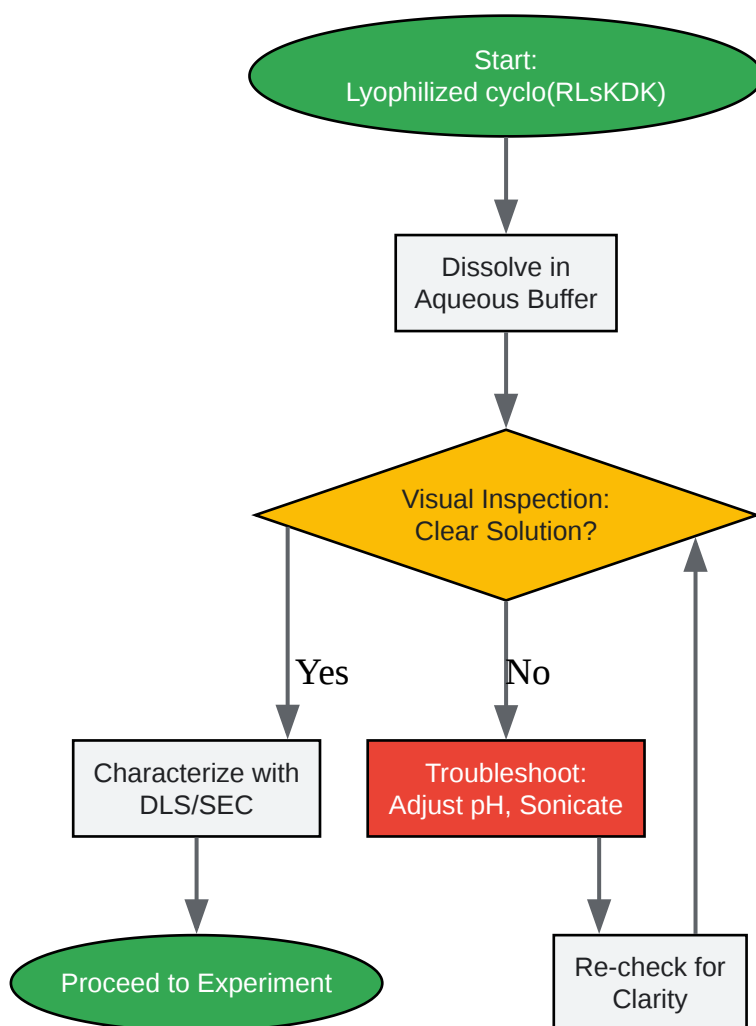 Start:
Lyophilized cyclo(RLsKDK)
Dissolve in
Aqueous Buffer
Visual Inspection:
Clear Solution?
Yes
No
Characterize with
DLS/SEC
Troubleshoot:
Adjust pH, Sonicate
Proceed to Experiment
Re-check for
Clarity